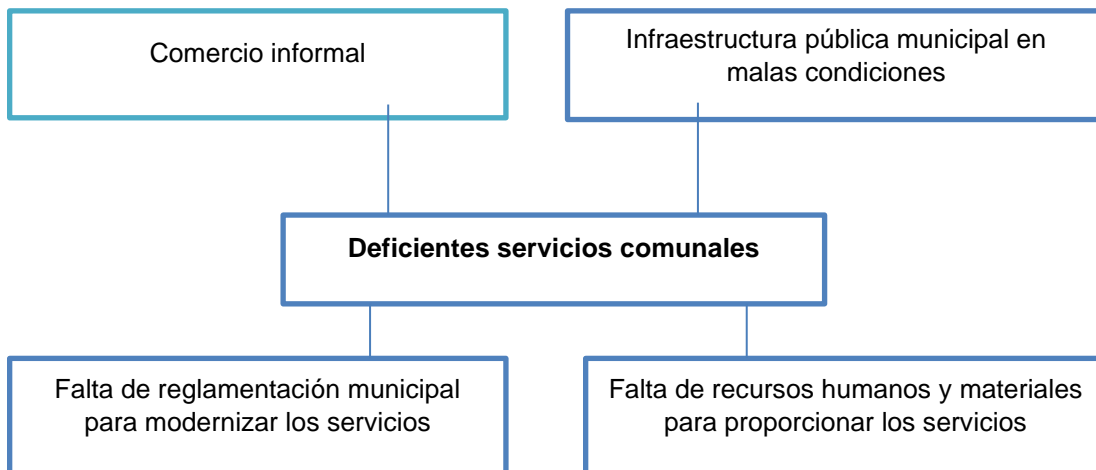 Comercio informal
Infraestructura pública municipal en
malas condiciones
Deficientes servicios comunales
Falta de reglamentación municipal
para modernizar los servicios
Falta de recursos humanos y materiales
para proporcionar los servicios